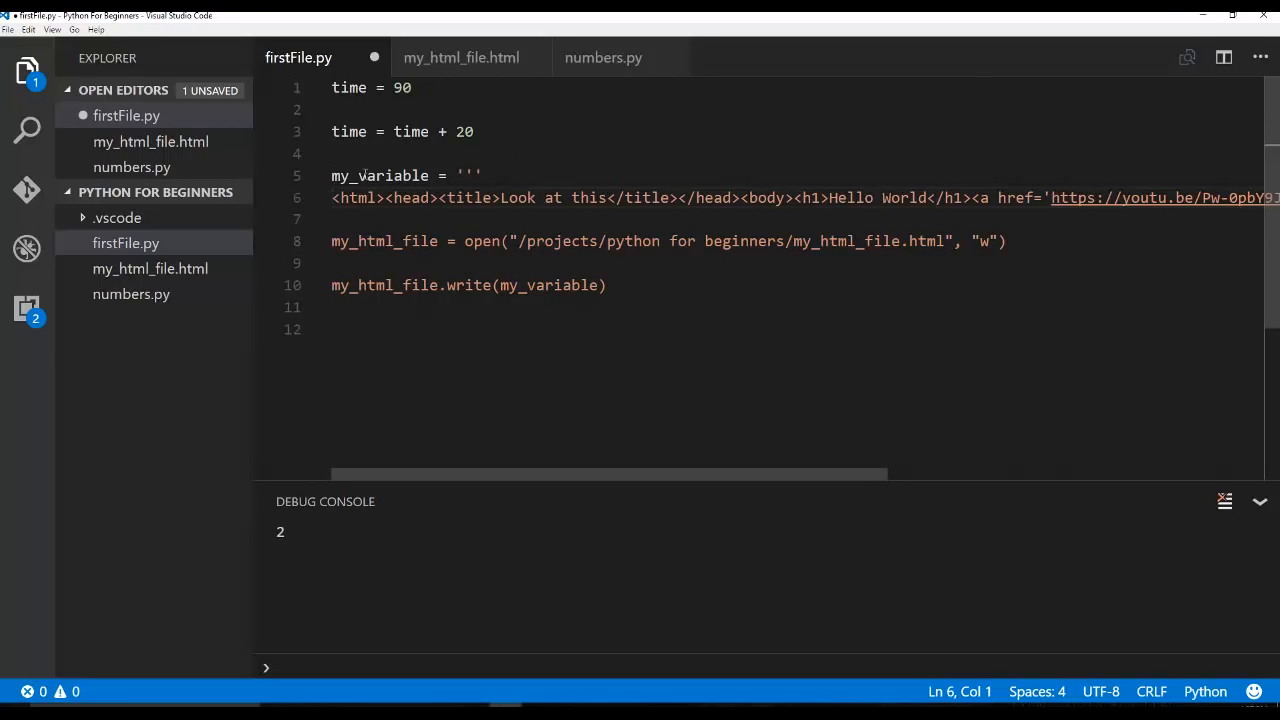 firstFile.py - Python For Beginners - Visual Studio Code
File Edit View Go Help
EXPLORER
firstFile.py my_html_file.html numbers.py
OPEN EDITORS 1 UNSAVED
firstFile.py
my_html_file.html
numbers.py
PYTHON FOR BEGINNERS
.vscode
firstFile.py
my_html_file.html
numbers.py
1
2
1 time = 90
2
3 time = time + 20
4
5 my_variable = '''
6 <html><head><title>Look at this</title></head><body><h1>Hello World</h1><a href='https://youtu.be/Pw-0pbY9J
7
8 my_html_file = open("/projects/python for beginners/my_html_file.html", "w")
9
10 my_html_file.write(my_variable)
11
12
DEBUG CONSOLE
2
0 0 Ln 6, Col 1 Spaces: 4 UTF-8 CRLF Python